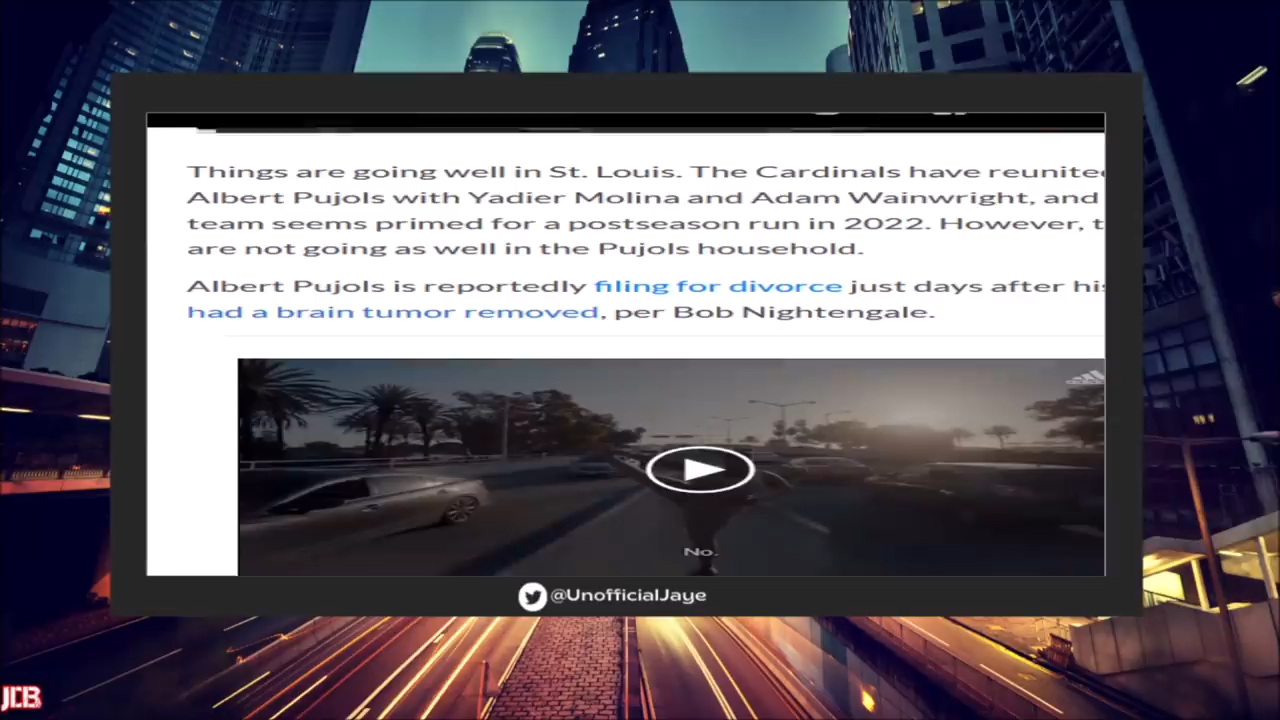 Things are going well in St. Louis. The Cardinals have reunited
Albert Pujols with Yadier Molina and Adam Wainwright, and
team seems primed for a postseason run in 2022. However, t
are not going as well in the Pujols household.
Albert Pujols is reportedly filing for divorce just days after his
had a brain tumor removed, per Bob Nightengale.
No.
@UnofficialJaye
JCB